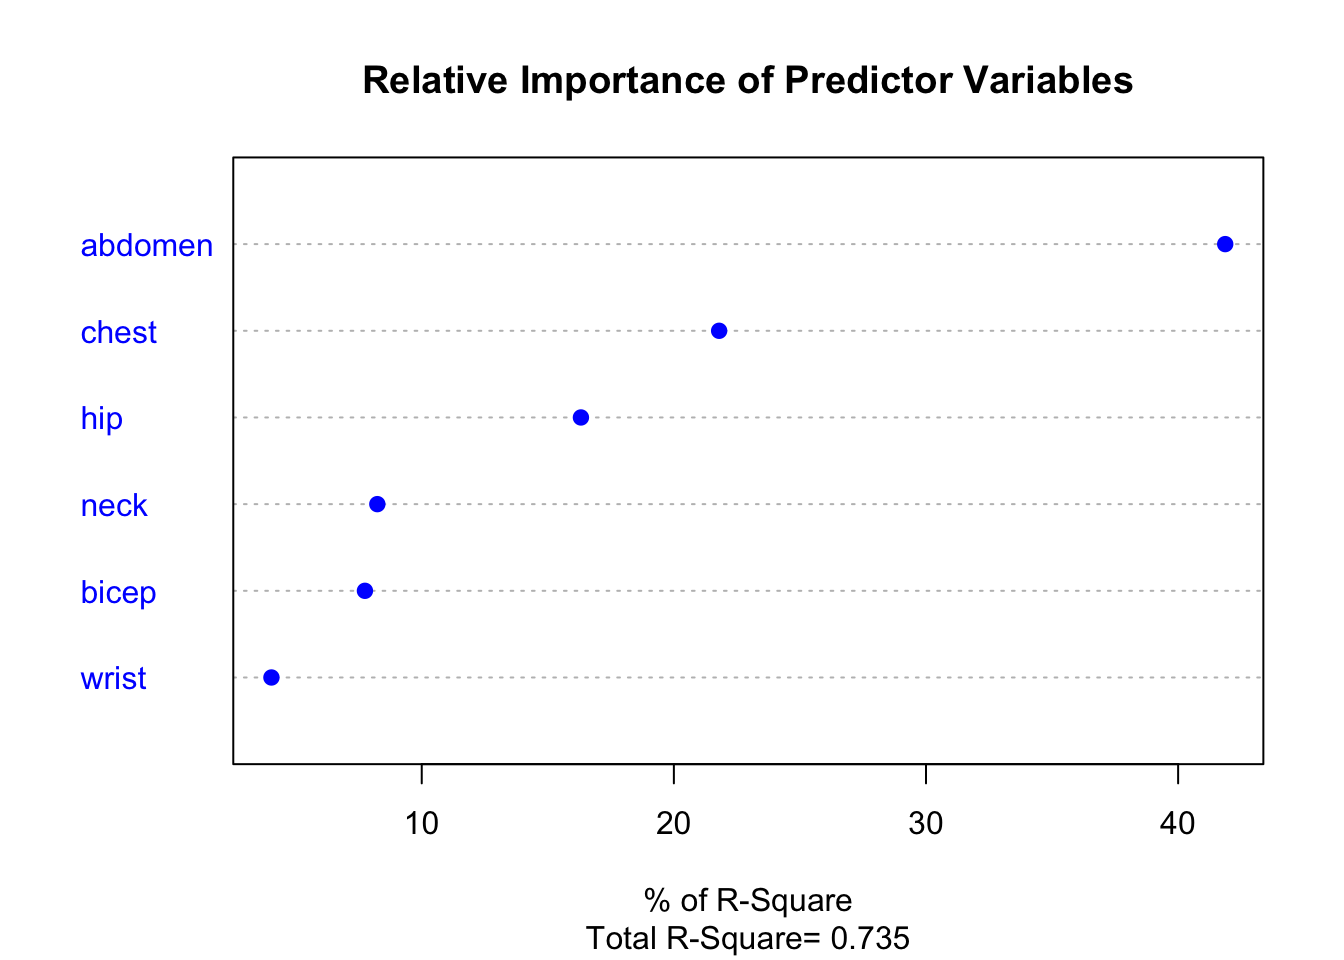 Relative Importance of Predictor Variables
abdomen
chest
hip
neck
bicep
wrist
10 20 30 40
% of R-Square
Total R-Square= 0.735